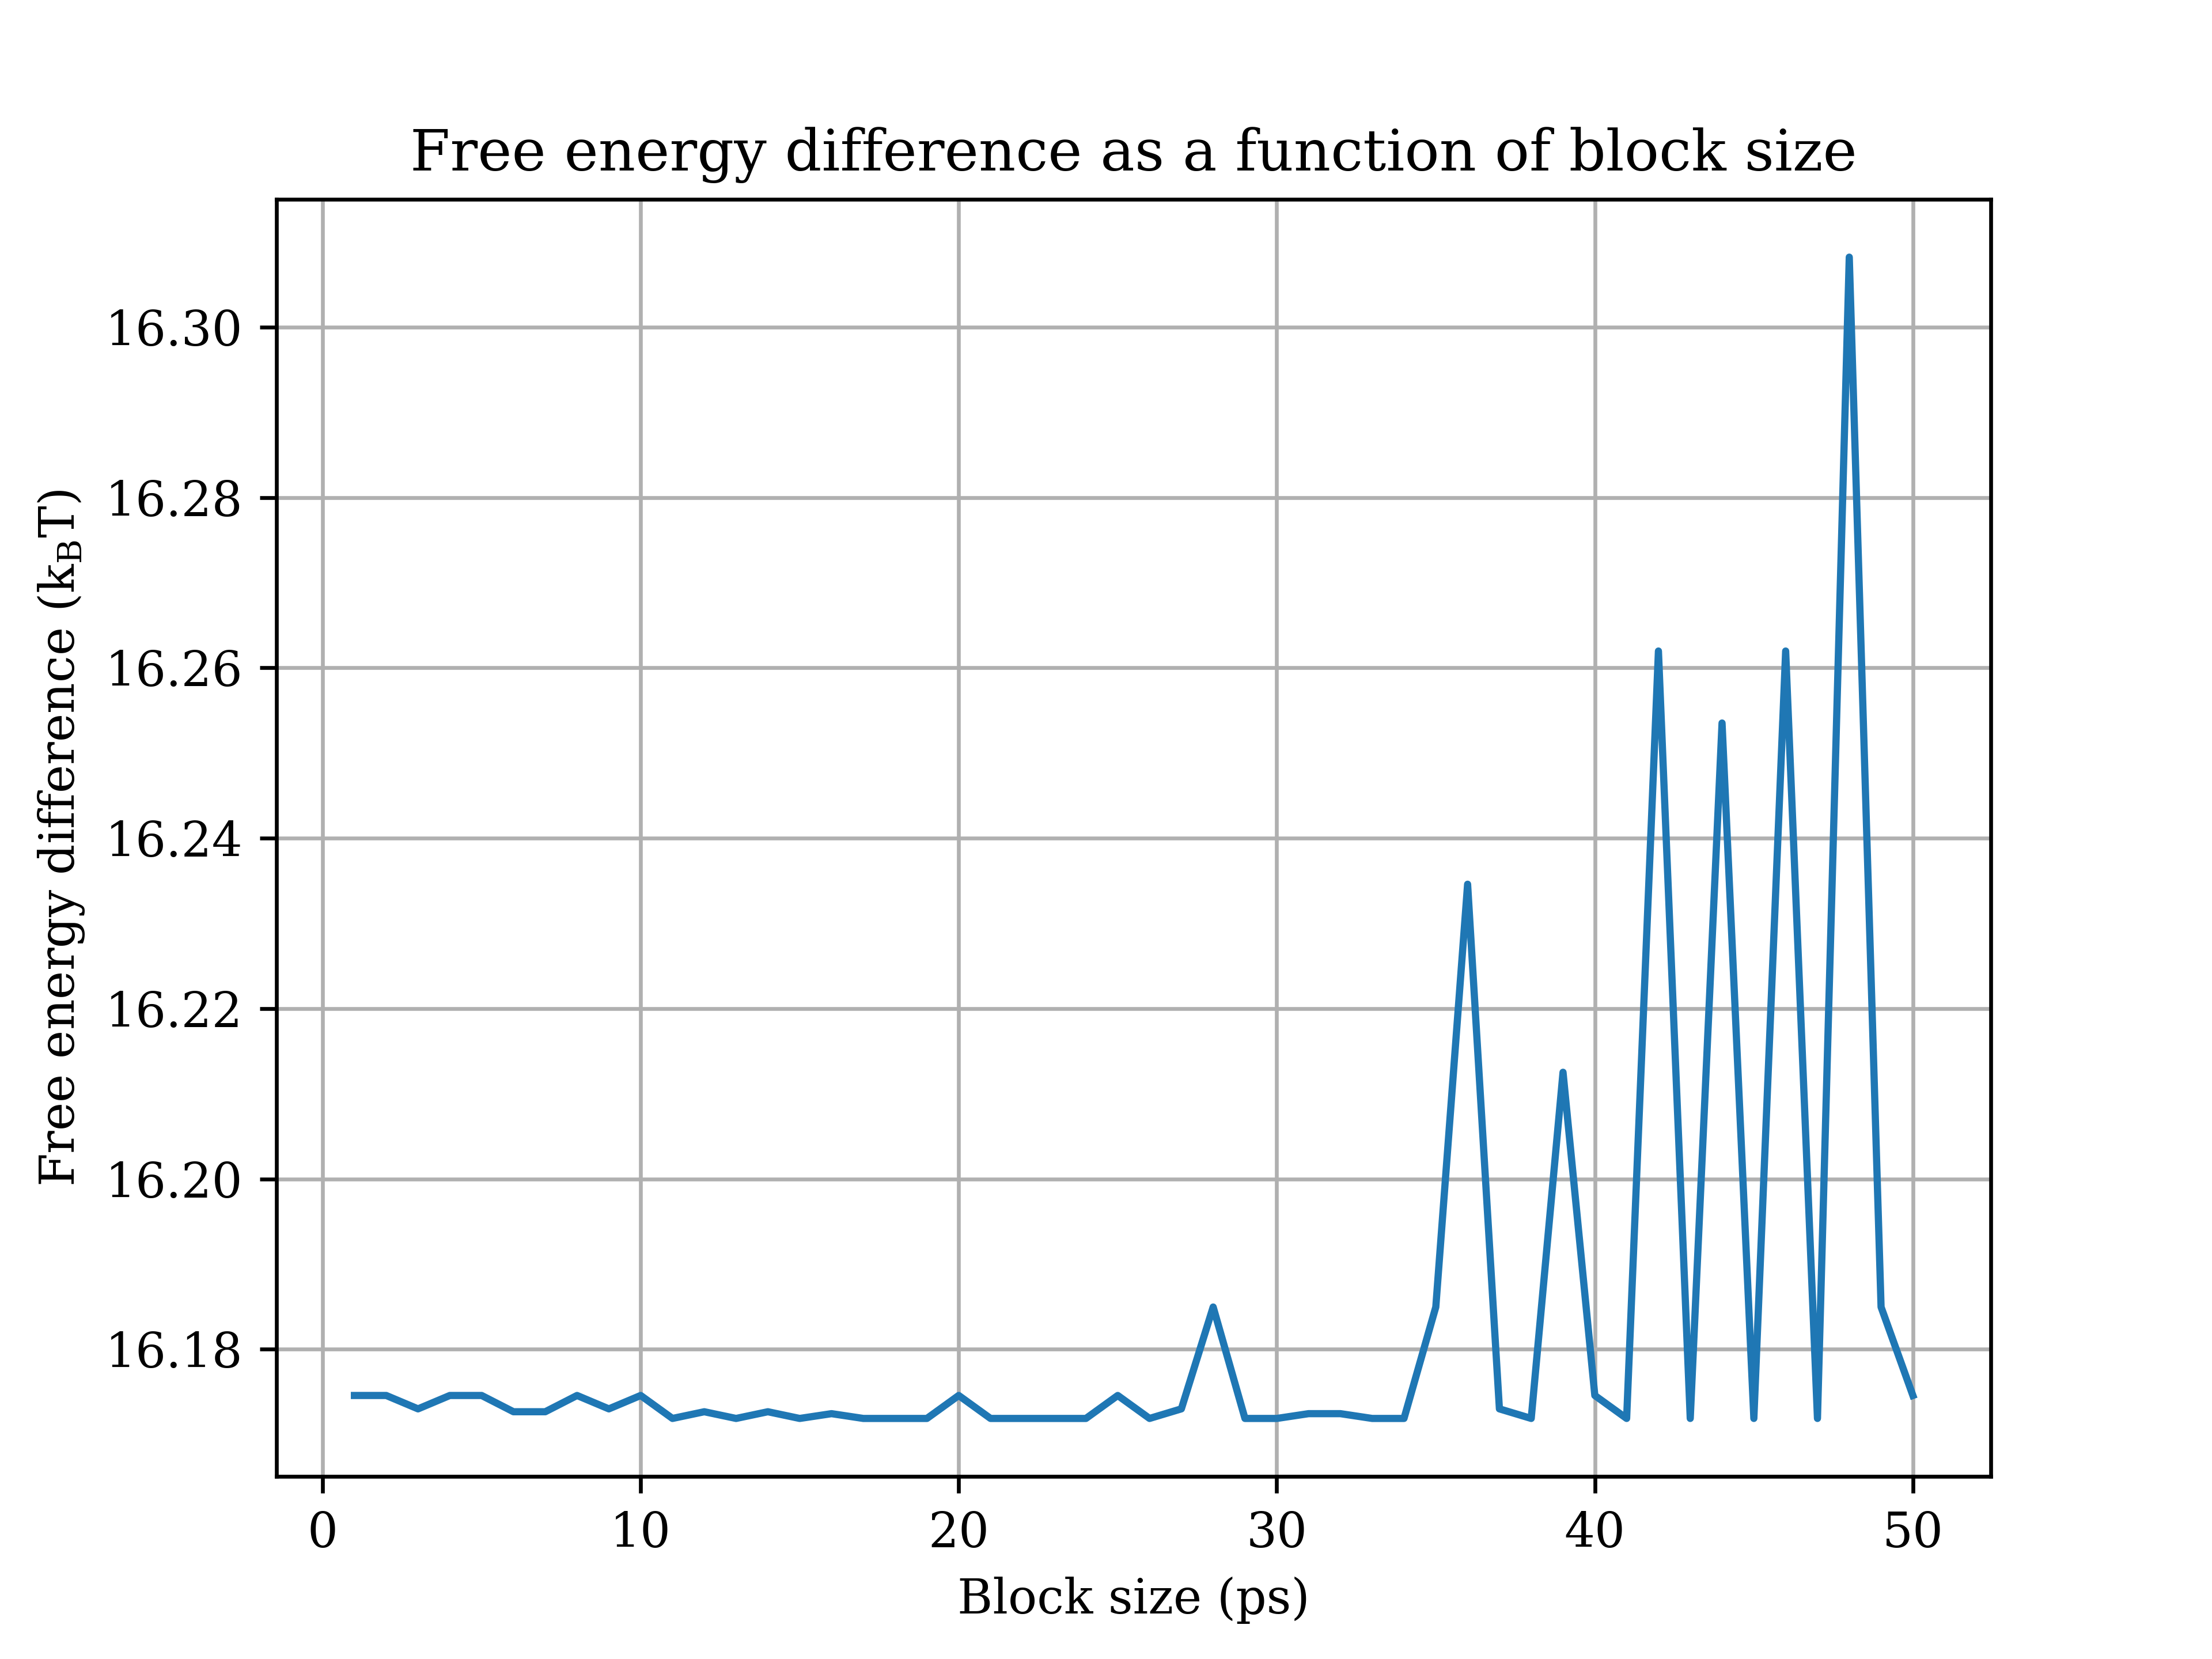 Free energy difference as a function of block size
Free energy difference (k_BT)
16.30
16.28
16.26
16.24
16.22
16.20
16.18
0 10 20 30 40 50
Block size (ps)